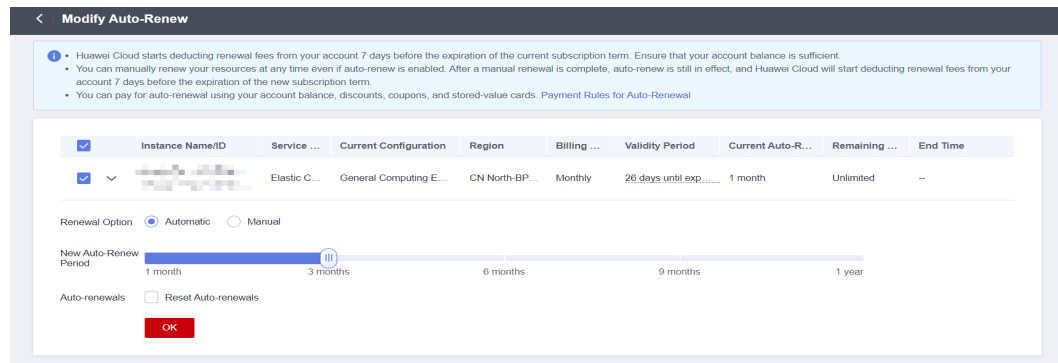 < Modify Auto-Renew
• Huawei Cloud starts deducting renewal fees from your account 7 days before the expiration of the current subscription term. Ensure that your account balance is sufficient.
• You can manually renew your resources at any time even if auto-renew is enabled. After a manual renewal is complete, auto-renew is still in effect, and Huawei Cloud will start deducting renewal fees from your
account 7 days before the expiration of the new subscription term.
• You can pay for auto-renewal using your account balance, discounts, coupons, and stored-value cards. Payment Rules for Auto-Renewal
Instance Name/ID Service ... Current Configuration Region Billing ... Validity Period Current Auto-R... Remaining ... End Time
Elastic C... General Computing E... CN North-BP... Monthly 26 days until exp... 1 month Unlimited --
Renewal Option Automatic Manual
New Auto-Renew
Period
1 month 3 months 6 months 9 months 1 year
Auto-renewals Reset Auto-renewals
OK